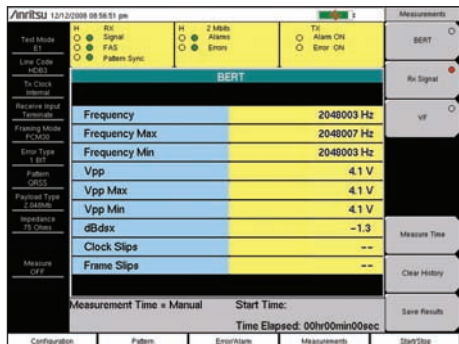 Anritsu 12/12/2008 08:56:51 pm
Measurements
Test Mode
E1
Line Code
HDB3
Tx Clock
Internal
Receive Input
Terminate
Framing Mode
PCM30
Error Type
1 BIT
Pattern
QRSS
Payload Type
2.048Mb
Impedance
75 Ohms
Measure
OFF
H RX
Signal
FAS
Pattern Sync
H 2 Mbits
Alarms
Errors
TX
Alarm ON
Error ON
BERT
Frequency 2048003 Hz
Frequency Max 2048007 Hz
Frequency Min 2048003 Hz
Vpp 4.1 V
Vpp Max 4.1 V
Vpp Min 4.1 V
dBdsx -1.3
Clock Slips --
Frame Slips --
Measurement Time = Manual Start Time:
Time Elapsed: 00hr00min00sec
BERT
Rx Signal
VF
Measure Time
Clear History
Save Results
Configuration Pattern Error/Alarm Measurements Start/Stop